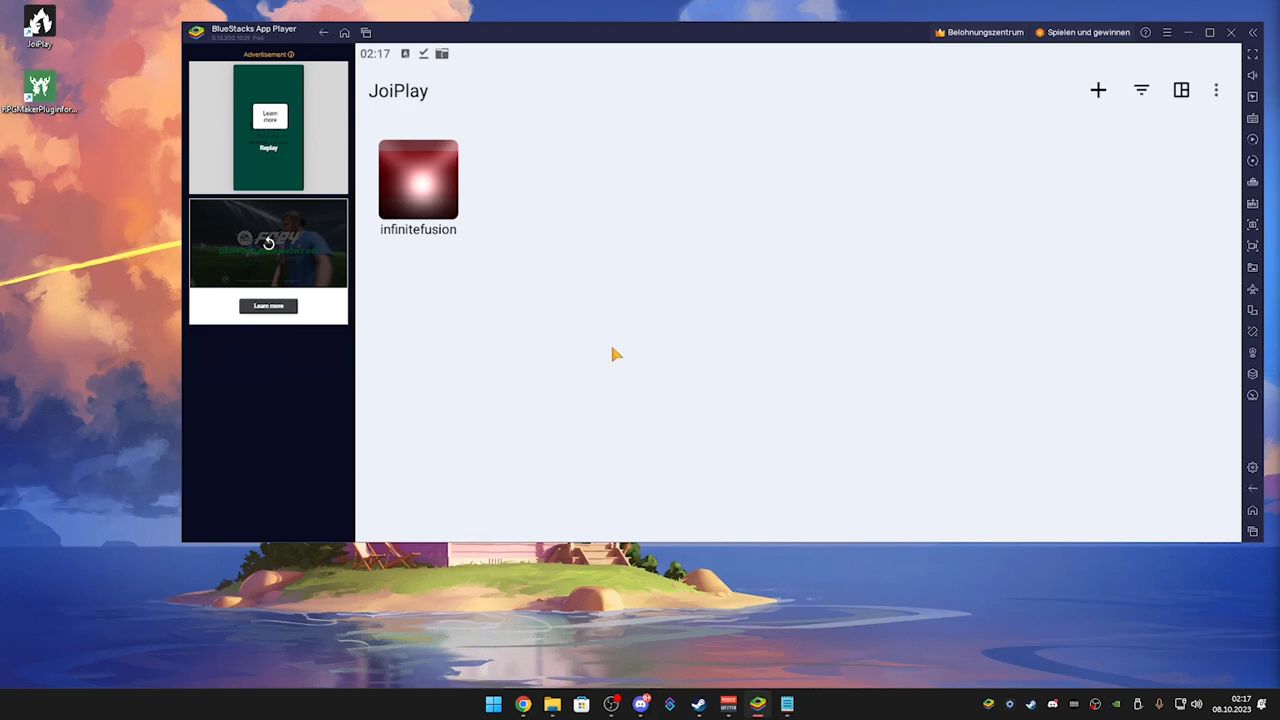 JoiPlay
RPGMakerPluginfor...
BlueStacks App Player
Belohnungszentrum
Spielen und gewinnen
Advertisement
Learn
more
Replay
FC24
Learn more
02:17
JoiPlay
infinitefusion
02:17
08.10.2023